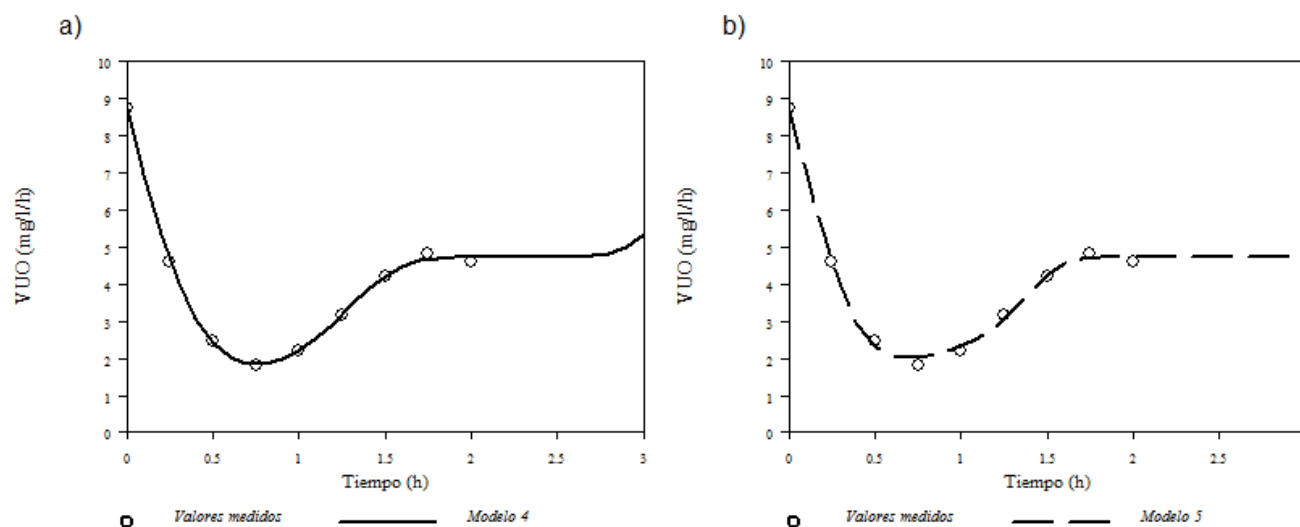 a)
VUO (mg/l/h)
10
9
8
7
6
5
4
3
2
1
0
0 0.5 1 1.5 2 2.5 3
Tiempo (h)
Valores medidos Modelo 4
b)
VUO (mg/l/h)
10
9
8
7
6
5
4
3
2
1
0
0 0.5 1 1.5 2 2.5
Tiempo (h)
Valores medidos Modelo 5